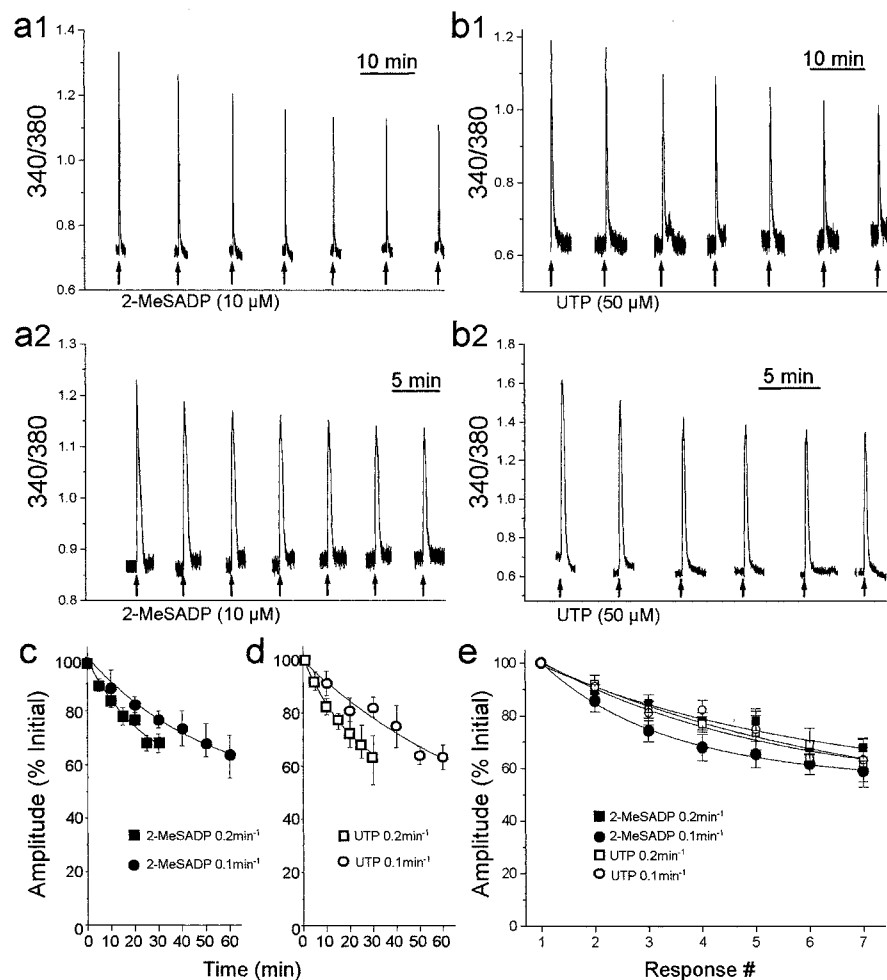 a1
1.4
1.2
1.0
0.8
0.6
340/380
10 min
2-MeSADP (10 µM)
b1
1.2
1.0
0.8
0.6
340/380
10 min
UTP (50 µM)
a2
1.3
1.2
1.1
1.0
0.9
0.8
340/380
5 min
2-MeSADP (10 µM)
b2
1.8
1.6
1.4
1.2
1.0
0.8
0.6
340/380
5 min
UTP (50 µM)
c
100
80
60
40
20
0
Amplitude (% Initial)
2-MeSADP 0.2min⁻¹
2-MeSADP 0.1min⁻¹
0 10 20 30 40 50 60
d
100
80
60
40
20
0
UTP 0.2min⁻¹
UTP 0.1min⁻¹
0 10 20 30 40 50 60
Time (min)
e
100
80
60
40
20
0
Amplitude (% Initial)
2-MeSADP 0.2min⁻¹
2-MeSADP 0.1min⁻¹
UTP 0.2min⁻¹
UTP 0.1min⁻¹
1 2 3 4 5 6 7
Response #